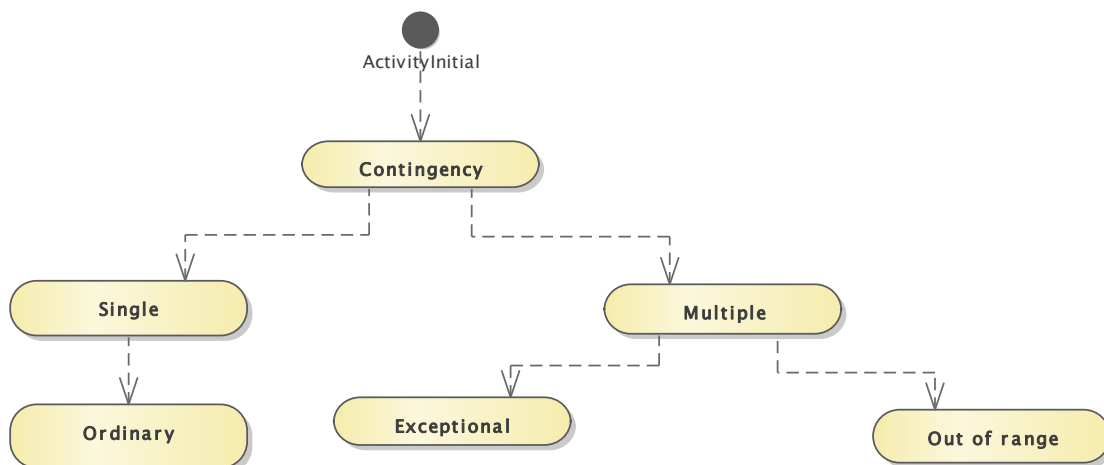 ActivityInitial
Contingency
Single
Multiple
Ordinary
Exceptional
Out of range